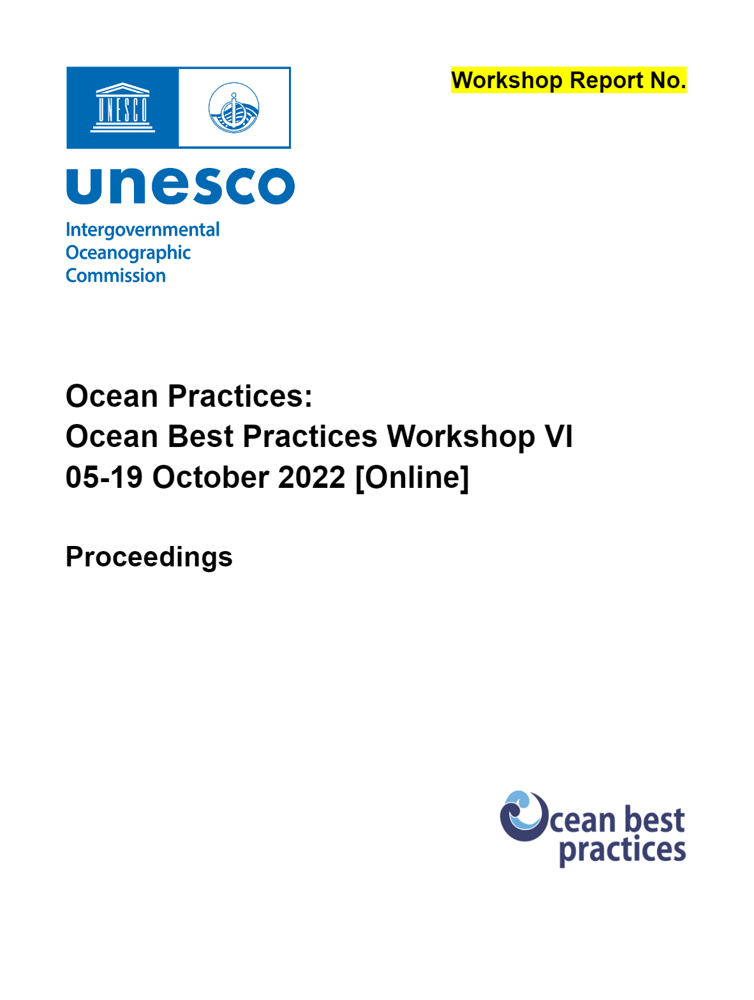 Workshop Report No.
UNESCO
unesco
Intergovernmental
Oceanographic
Commission
Ocean Practices:
Ocean Best Practices Workshop VI
05-19 October 2022 [Online]
Proceedings
Ocean best
practices